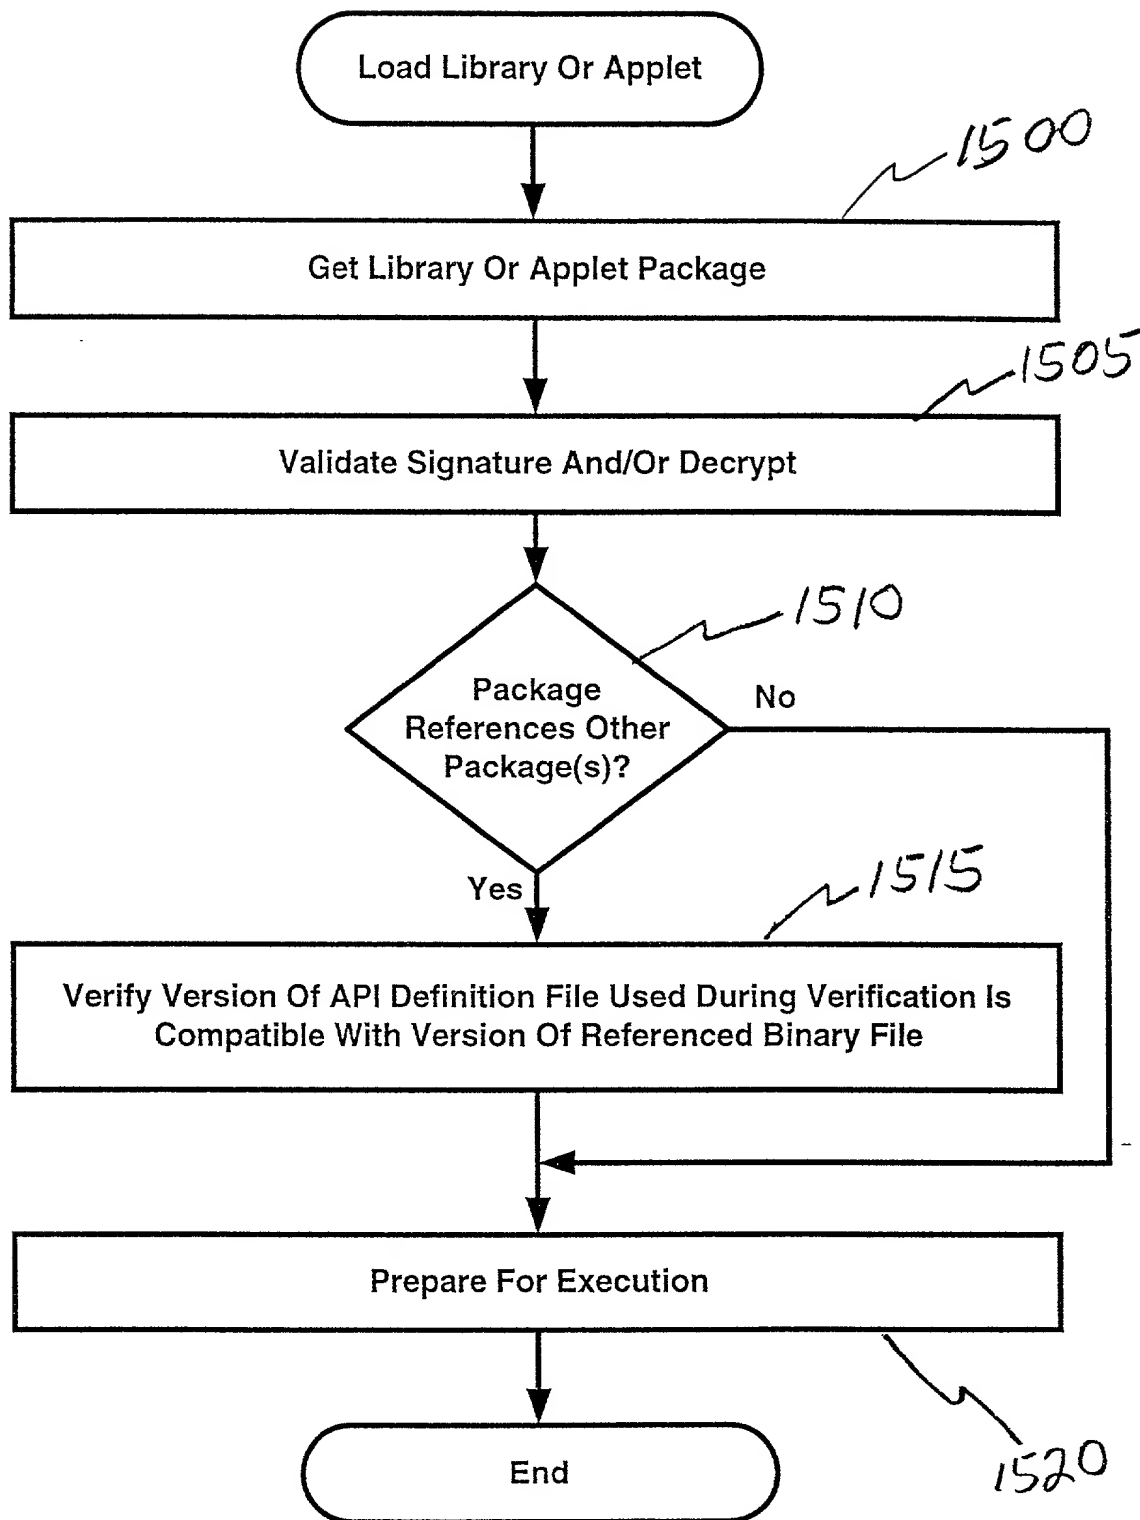 Load Library Or Applet
1500
Get Library Or Applet Package
1505
Validate Signature And/Or Decrypt
1510
Package
References Other
Package(s)?
No
Yes
1515
Verify Version Of API Definition File Used During Verification Is
Compatible With Version Of Referenced Binary File
Prepare For Execution
1520
End